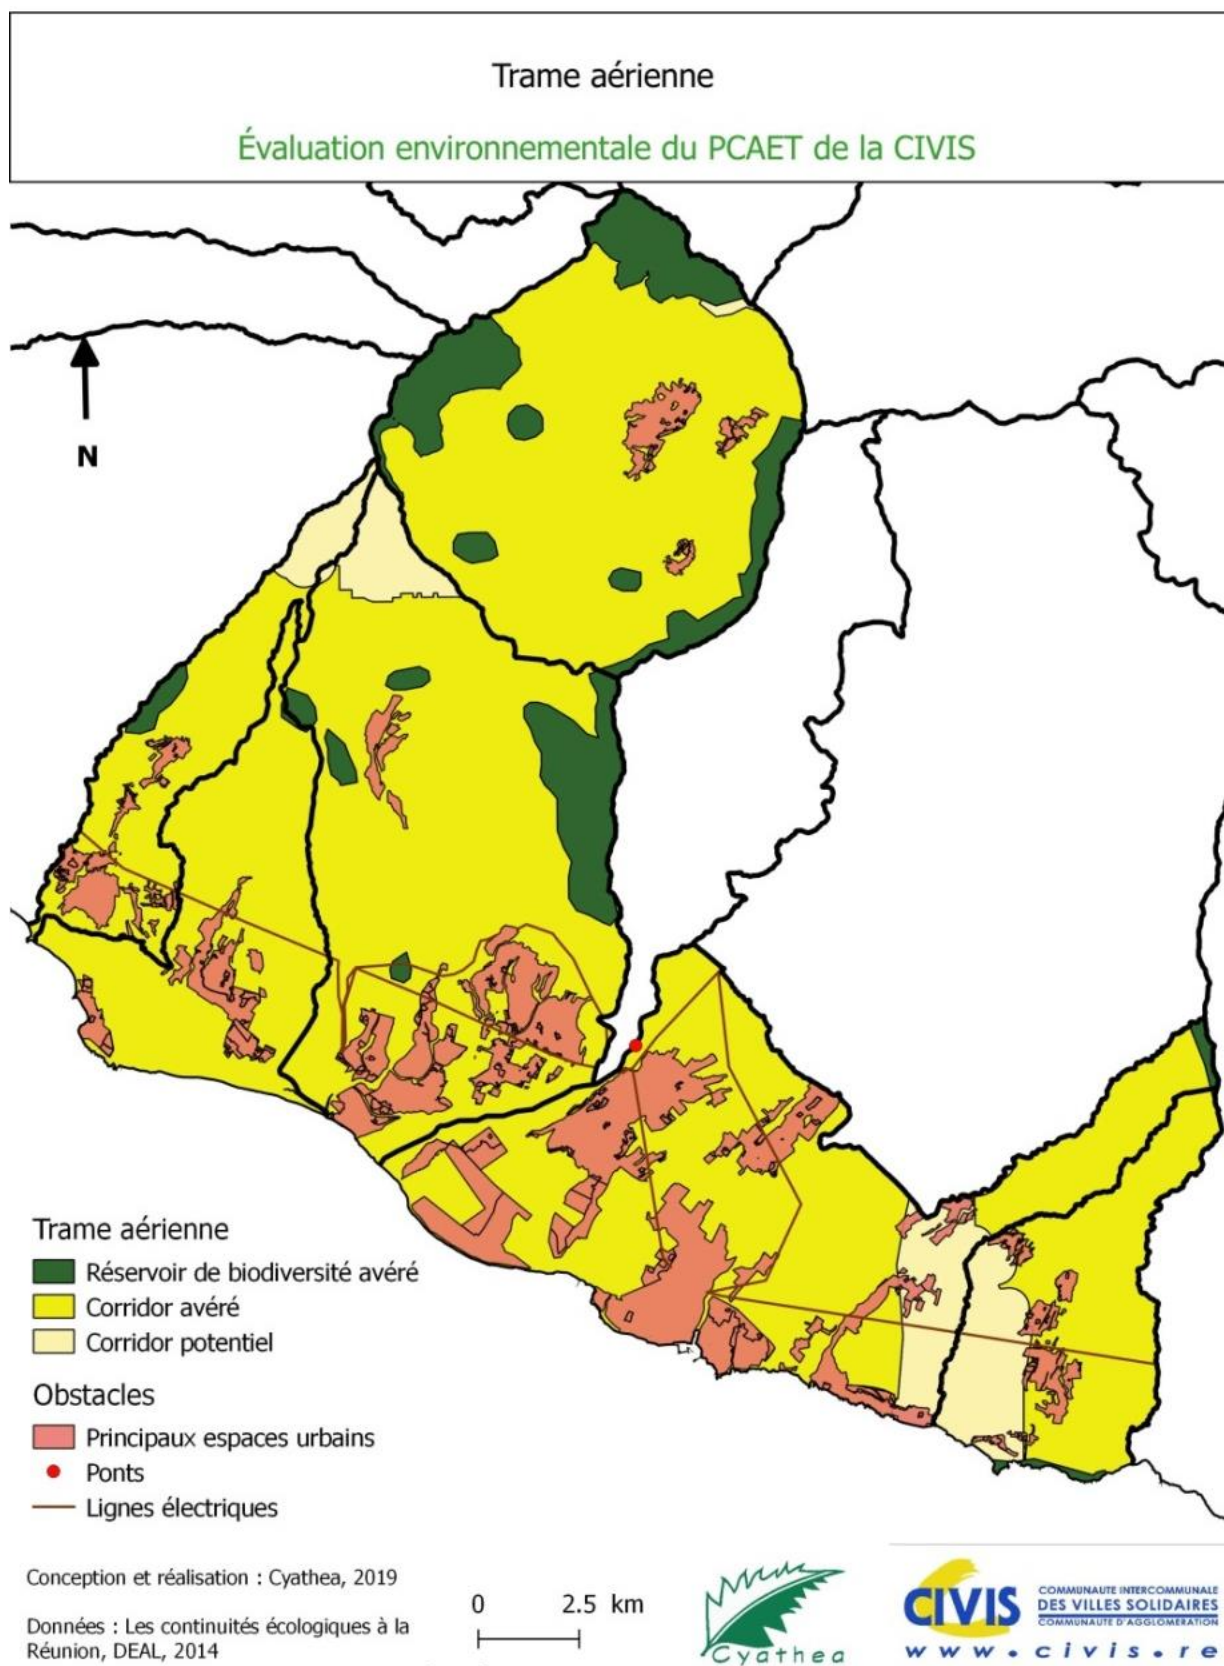 Trame aérienne
Évaluation environnementale du PCAET de la CIVIS
N
Trame aérienne
Réservoir de biodiversité avéré
Corridor avéré
Corridor potentiel
Obstacles
Principaux espaces urbains
Ponts
Lignes électriques
Conception et réalisation : Cyathea, 2019
Données : Les continuités écologiques à la
Réunion, DEAL, 2014
0 2.5 km
Cyathea
CIVIS
COMMUNAUTE INTERCOMMUNALE
DES VILLES SOLIDAIRES
COMMUNAUTE D'AGGLOMERATION
www.civis.re